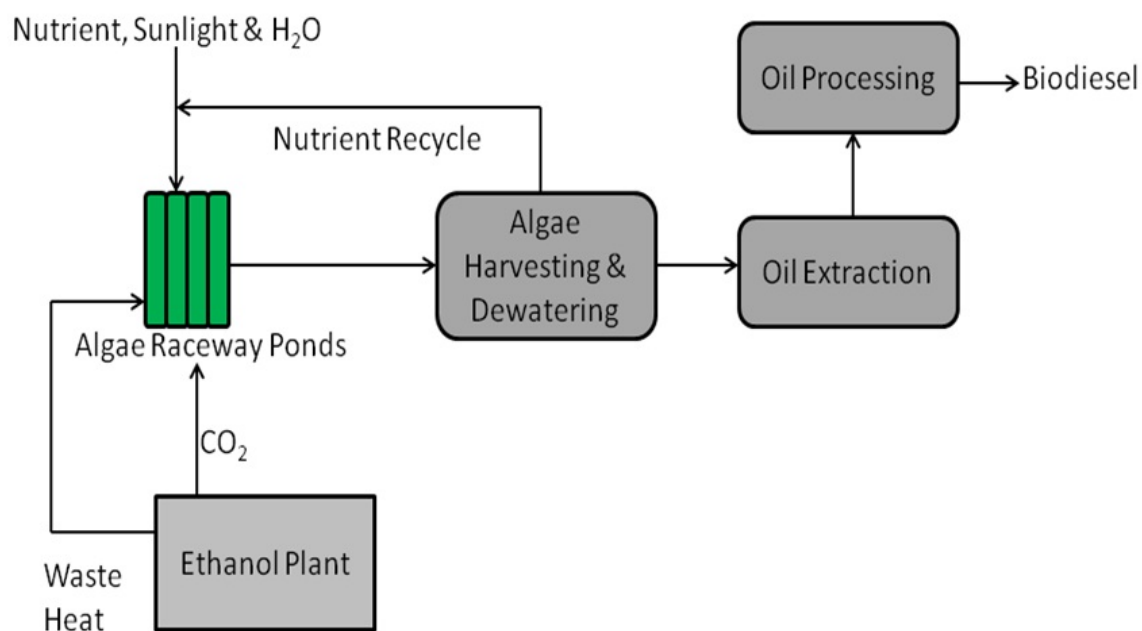 Nutrient, Sunlight & H₂O
Nutrient Recycle
Oil Processing
Biodiesel
Algae
Harvesting &
Dewatering
Oil Extraction
Algae Raceway Ponds
CO₂
Ethanol Plant
Waste
Heat